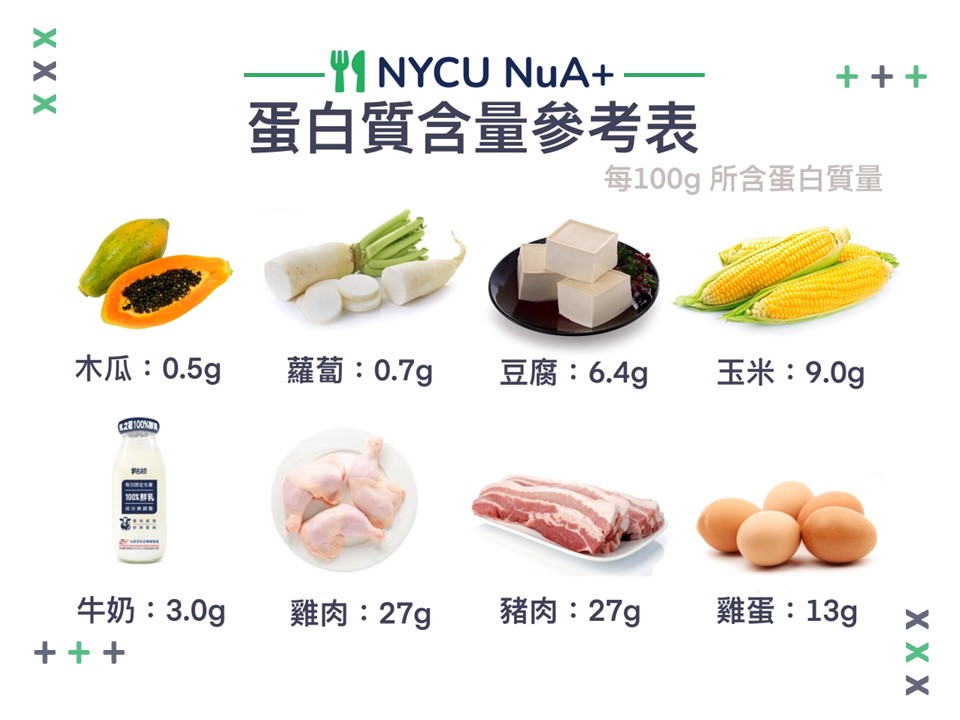 NYCU NuA+
蛋白質含量參考表
每100g 所含蛋白質量
木瓜：0.5g
蘿蔔：0.7g
豆腐：6.4g
玉米：9.0g
100%鮮乳
牛奶：3.0g
雞肉：27g
豬肉：27g
雞蛋：13g